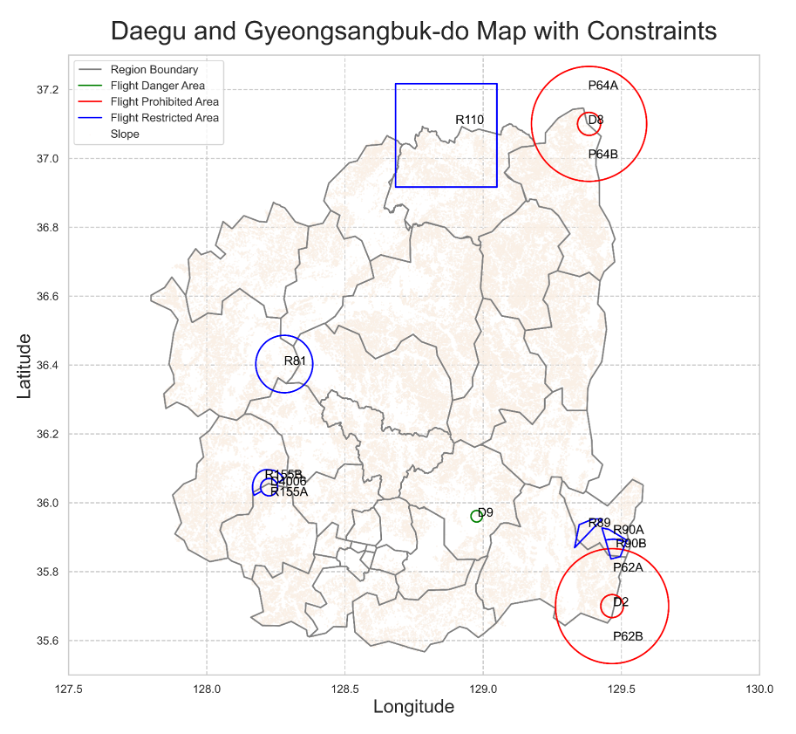 Daegu and Gyeongsangbuk-do Map with Constraints
Region Boundary
Flight Danger Area
Flight Prohibited Area
Flight Restricted Area
Slope
P64A
R110
D8
P64B
R81
R155B
R155A
D9
R89
R90A
R90B
P62A
D2
P62B
37.2
37.0
36.8
36.6
36.4
36.2
36.0
35.8
35.6
Latitude
127.5 128.0 128.5 129.0 129.5 130.0
Longitude